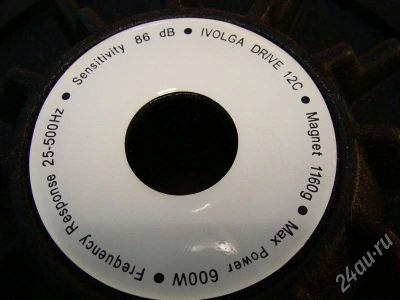 IVOLGA DRIVE 12C • Magnet 1160g • Max Power 600W • Frequency Response 25-500Hz • Sensitivity 86 dB •
24au.ru